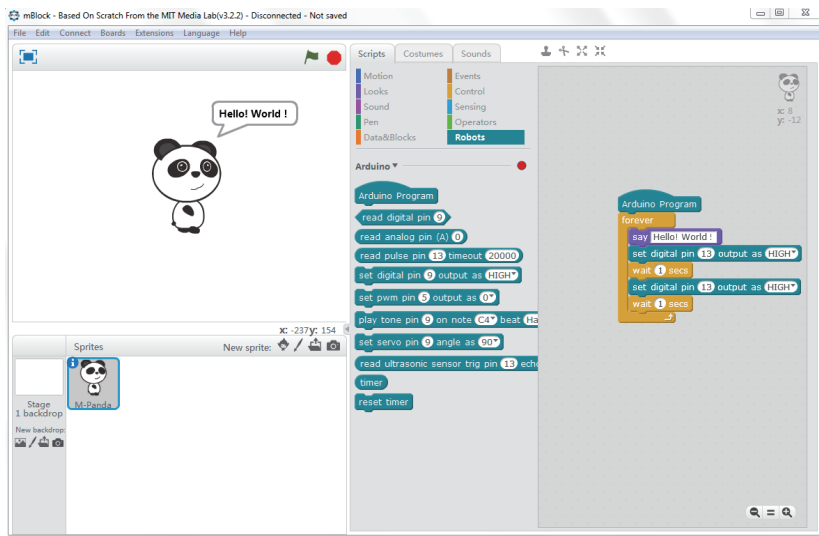 mBlock - Based On Scratch From the MIT Media Lab(v3.2.2) - Disconnected - Not saved
File Edit Connect Boards Extensions Language Help
Hello! World !
x: -237 y: 154
Sprites New sprite:
Stage
1 backdrop
New backdrop:
M-Panda
Scripts Costumes Sounds
Motion Events
Looks Control
Sound Sensing
Pen Operators
Data&Blocks Robots
Arduino
Arduino Program
read digital pin 9
read analog pin (A) 0
read pulse pin 13 timeout 20000
set digital pin 9 output as HIGH
set pwm pin 5 output as 0
play tone pin 9 on note C4 beat Ha
set servo pin 9 angle as 90
read ultrasonic sensor trig pin 13 echo
timer
reset timer
x: 8
y: -12
Arduino Program
forever
say Hello! World !
set digital pin 13 output as HIGH
wait 1 secs
set digital pin 13 output as HIGH
wait 1 secs